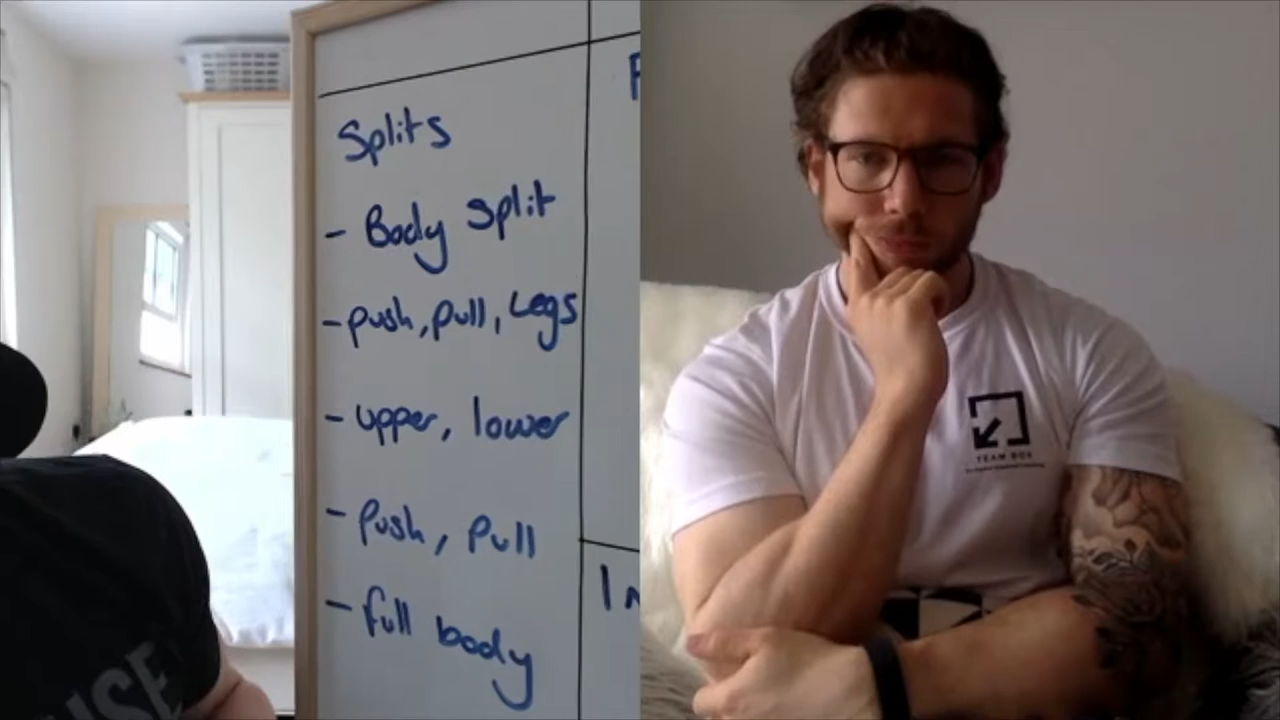 Splits
- Body split
- push, pull, Legs
- upper, lower
- push, pull
- full body
TEAM BOX